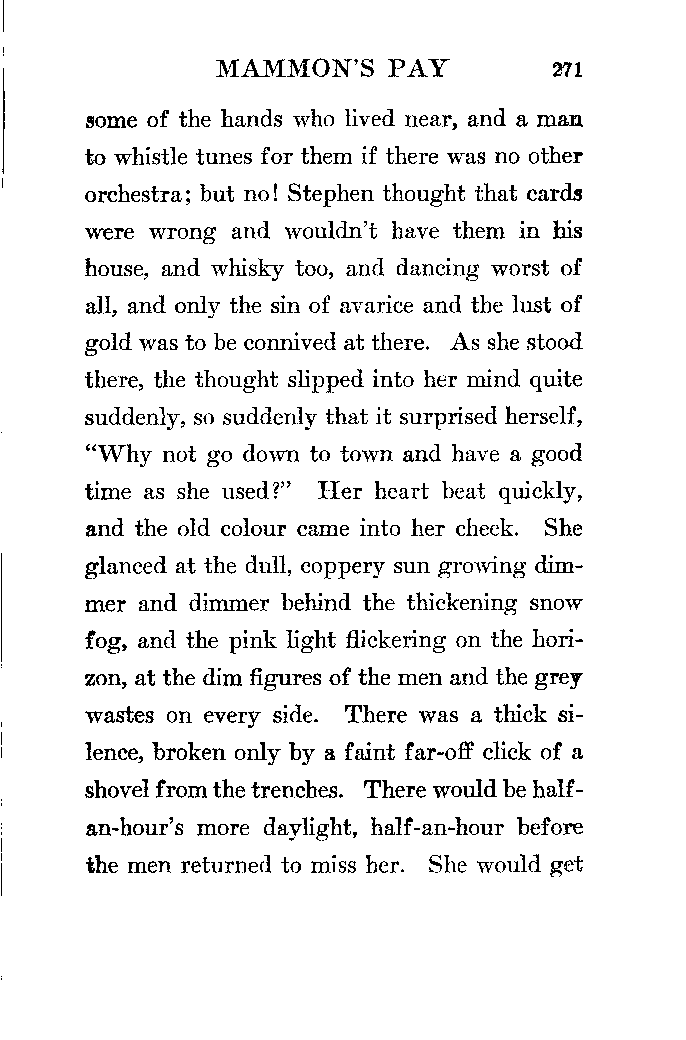 MAMMON'S PAY 271
some of the hands who lived near, and a man
to whistle tunes for them if there was no other
orchestra; but no! Stephen thought that cards
were wrong and wouldn't have them in his
house, and whisky too, and dancing worst of
all, and only the sin of avarice and the lust of
gold was to be connived at there. As she stood
there, the thought slipped into her mind quite
suddenly, so suddenly that it surprised herself,
“Why not go down to town and have a good
time as she used?” Her heart beat quickly,
and the old colour came into her cheek. She
glanced at the dull, coppery sun growing dim-
mer and dimmer behind the thickening snow
fog, and the pink light flickering on the hori-
zon, at the dim figures of the men and the grey
wastes on every side. There was a thick si-
lence, broken only by a faint far-off click of a
shovel from the trenches. There would be half-
an-hour's more daylight, half-an-hour before
the men returned to miss her. She would get